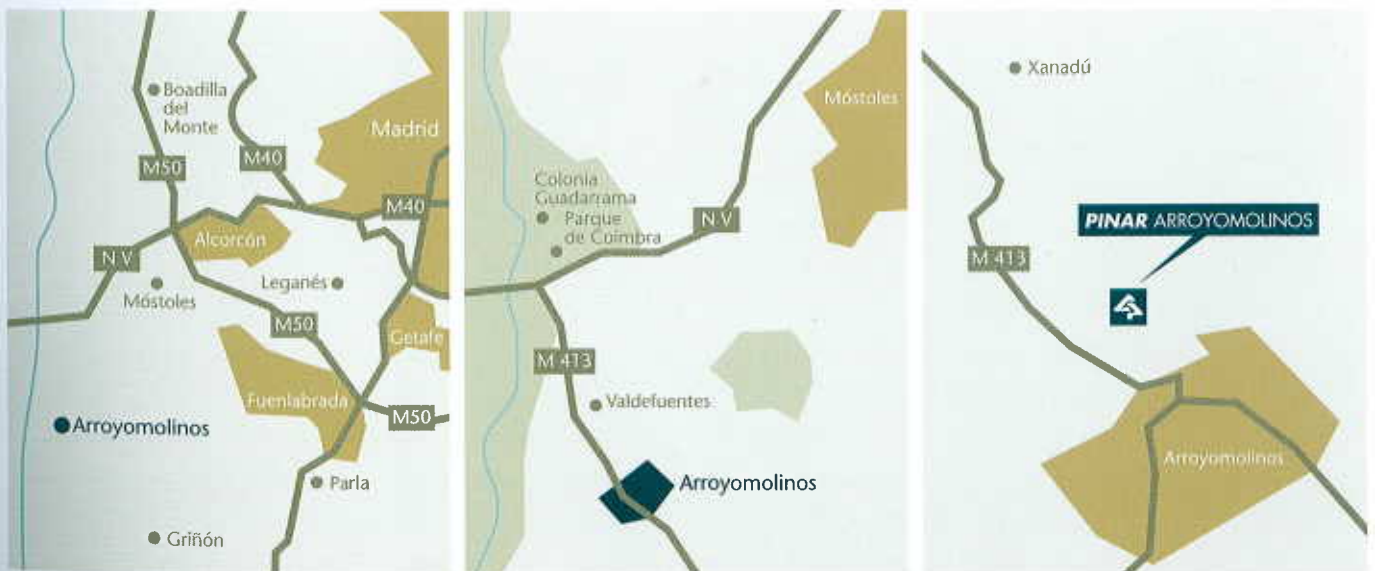 Boadilla
del
Monte
Madrid
M40
M50
M40
Alcorcón
N V
Leganés
Móstoles
M50
Getafe
Fuenlabrada
M50
Arroyomolinos
Parla
Griñón
Móstoles
Colonia
Guadarrama
Parque
de Coimbra
N V
M 413
Valdefuentes
Arroyomolinos
Xanadú
PINAR ARROYOMOLINOS
M 413
Arroyomolinos